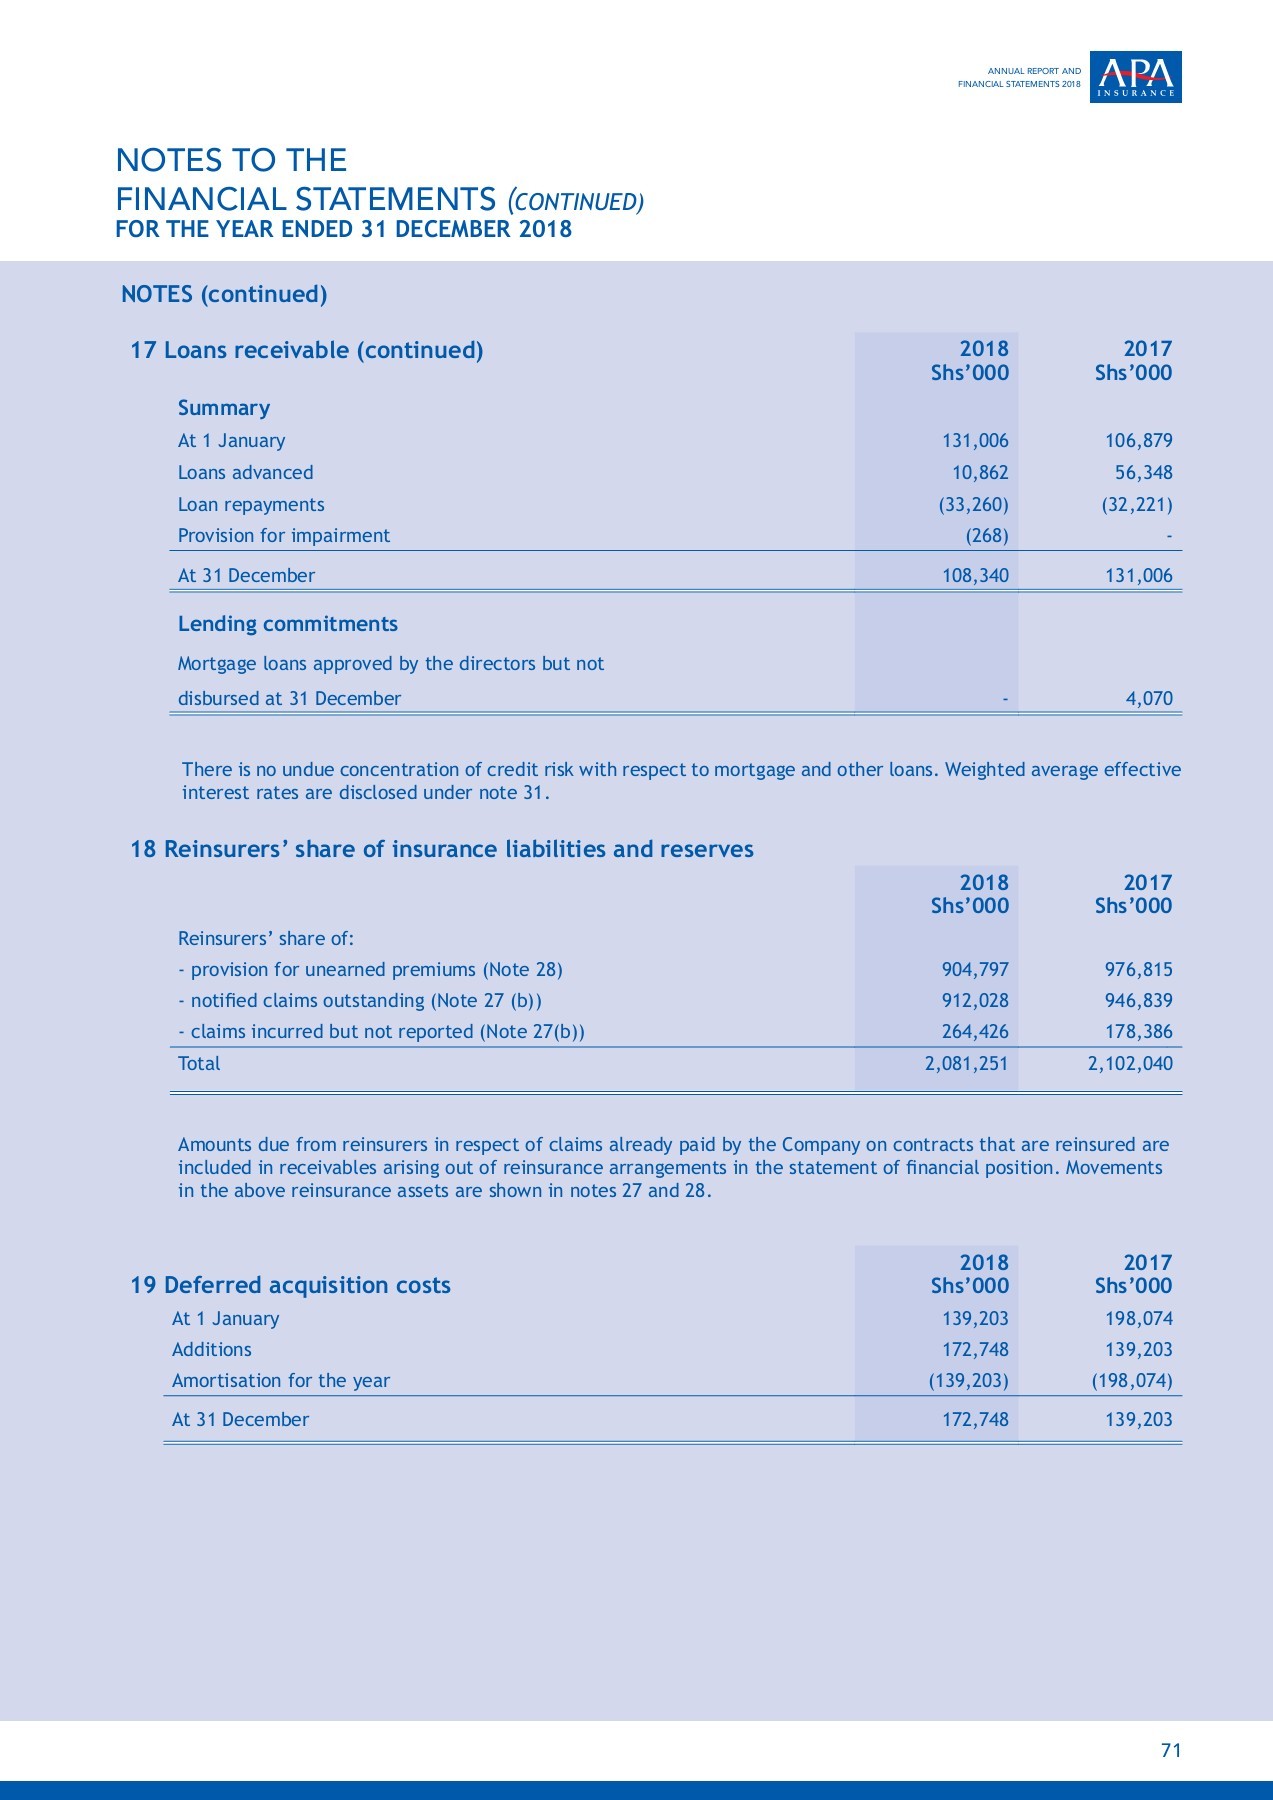 ANNUAL REPORT AND
FINANCIAL STATEMENTS 2018
APA
INSURANCE
NOTES TO THE
FINANCIAL STATEMENTS (CONTINUED)
FOR THE YEAR ENDED 31 DECEMBER 2018
NOTES (continued)
17 Loans receivable (continued) 2018 2017
Shs’000 Shs’000
Summary
At 1 January 131,006 106,879
Loans advanced 10,862 56,348
Loan repayments (33,260) (32,221)
Provision for impairment (268) -
At 31 December 108,340 131,006
Lending commitments
Mortgage loans approved by the directors but not
disbursed at 31 December - 4,070
There is no undue concentration of credit risk with respect to mortgage and other loans. Weighted average effective
interest rates are disclosed under note 31.
18 Reinsurers’ share of insurance liabilities and reserves
2018 2017
Shs’000 Shs’000
Reinsurers’ share of:
- provision for unearned premiums (Note 28) 904,797 976,815
- notified claims outstanding (Note 27 (b)) 912,028 946,839
- claims incurred but not reported (Note 27(b)) 264,426 178,386
Total 2,081,251 2,102,040
Amounts due from reinsurers in respect of claims already paid by the Company on contracts that are reinsured are
included in receivables arising out of reinsurance arrangements in the statement of financial position. Movements
in the above reinsurance assets are shown in notes 27 and 28.
2018 2017
19 Deferred acquisition costs Shs’000 Shs’000
At 1 January 139,203 198,074
Additions 172,748 139,203
Amortisation for the year (139,203) (198,074)
At 31 December 172,748 139,203
71